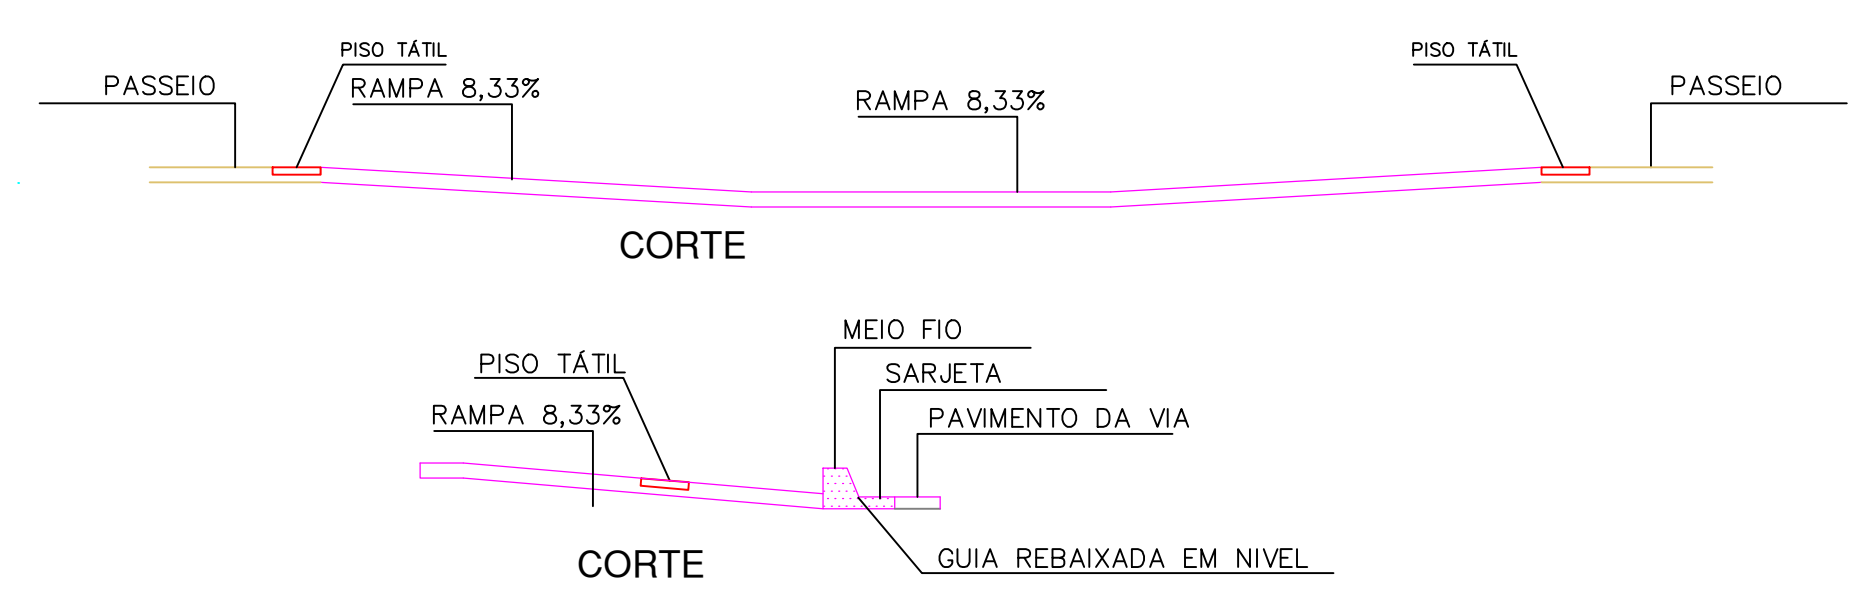 PISO TÁTIL
PISO TÁTIL
PASSEIO
RAMPA 8,33%
RAMPA 8,33%
PASSEIO
CORTE
MEIO FIO
PISO TÁTIL
SARJETA
RAMPA 8,33%
PAVIMENTO DA VIA
GUIA REBAIXADA EM NIVEL
CORTE